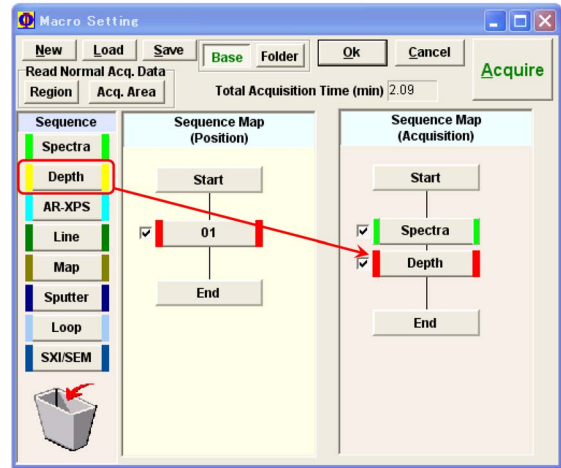 Macro Setting
New Load Save Base Folder Ok Cancel Acquire
Read Normal Acq. Data
Region Acq. Area
Total Acquisition Time (min) 2.09
Sequence
Spectra
Depth
AR-XPS
Line
Map
Sputter
Loop
SXI/SEM
Sequence Map
(Position)
Start
01
End
Sequence Map
(Acquisition)
Start
Spectra
Depth
End